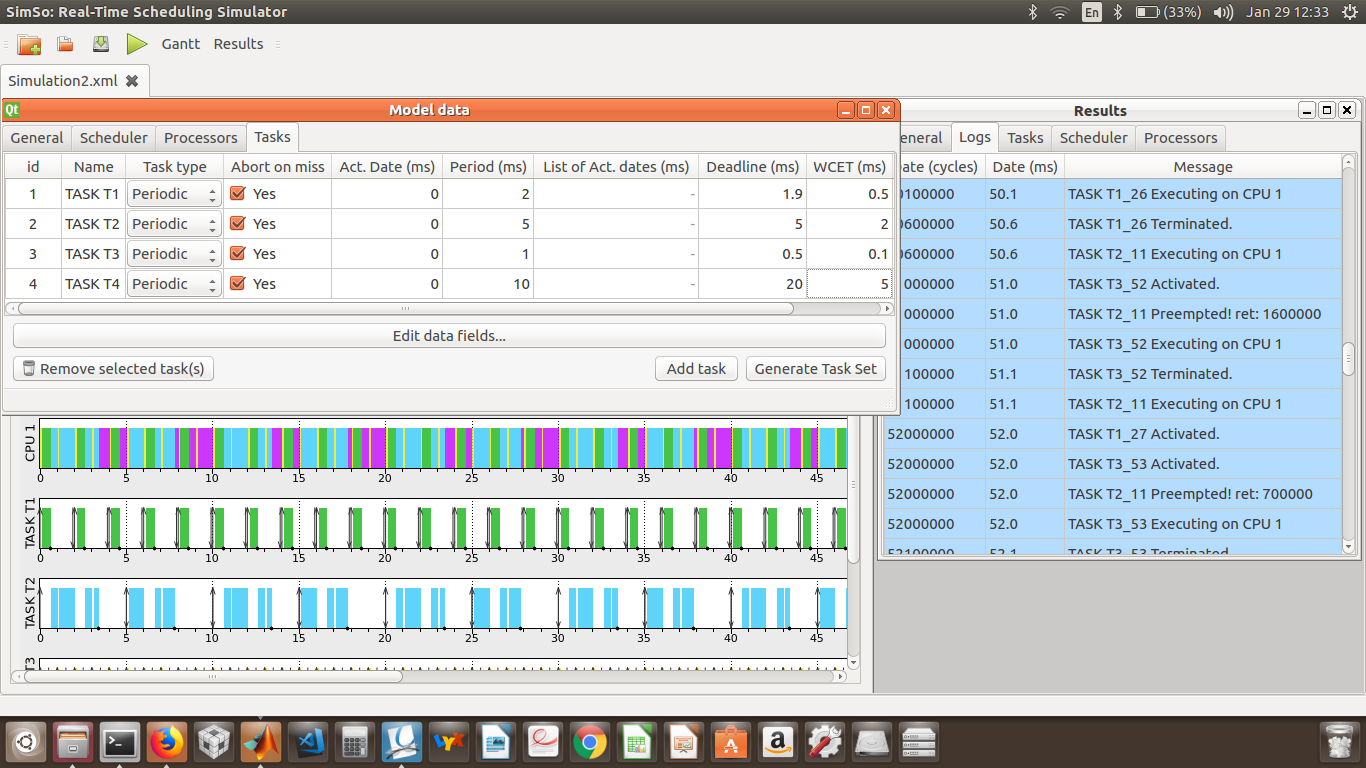 SimSo: Real-Time Scheduling Simulator En (33%) Jan 29 12:33
Gantt Results
Simulation2.xml
Qt Model data
General Scheduler Processors Tasks
id Name Task type Abort on miss Act. Date (ms) Period (ms) List of Act. dates (ms) Deadline (ms) WCET (ms)
1 TASK T1 Periodic Yes 0 2 - 1.9 0.5
2 TASK T2 Periodic Yes 0 5 - 5 2
3 TASK T3 Periodic Yes 0 1 - 0.5 0.1
4 TASK T4 Periodic Yes 0 10 - 20 5
Edit data fields...
Remove selected task(s) Add task Generate Task Set
Results
eneral Logs Tasks Scheduler Processors
ate (cycles) Date (ms) Message
0100000 50.1 TASK T1_26 Executing on CPU 1
0600000 50.6 TASK T1_26 Terminated.
0600000 50.6 TASK T2_11 Executing on CPU 1
000000 51.0 TASK T3_52 Activated.
000000 51.0 TASK T2_11 Preempted! ret: 1600000
000000 51.0 TASK T3_52 Executing on CPU 1
100000 51.1 TASK T3_52 Terminated.
100000 51.1 TASK T2_11 Executing on CPU 1
52000000 52.0 TASK T1_27 Activated.
52000000 52.0 TASK T3_53 Activated.
52000000 52.0 TASK T2_11 Preempted! ret: 700000
52000000 52.0 TASK T3_53 Executing on CPU 1
52100000 52.1 TASK T3_53 Terminated
CPU 1
0 5 10 15 20 25 30 35 40 45
TASK T1
0 5 10 15 20 25 30 35 40 45
TASK T2
0 5 10 15 20 25 30 35 40 45
T3